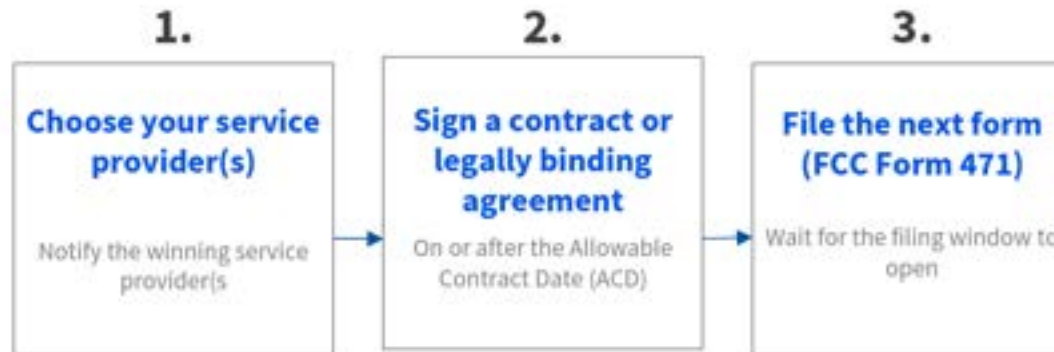 1.
Choose your service
provider(s)
Notify the winning service
provider(s
2.
Sign a contract or
legally binding
agreement
On or after the Allowable
Contract Date (ACD)
3.
File the next form
(FCC Form 471)
Wait for the filing window to
open